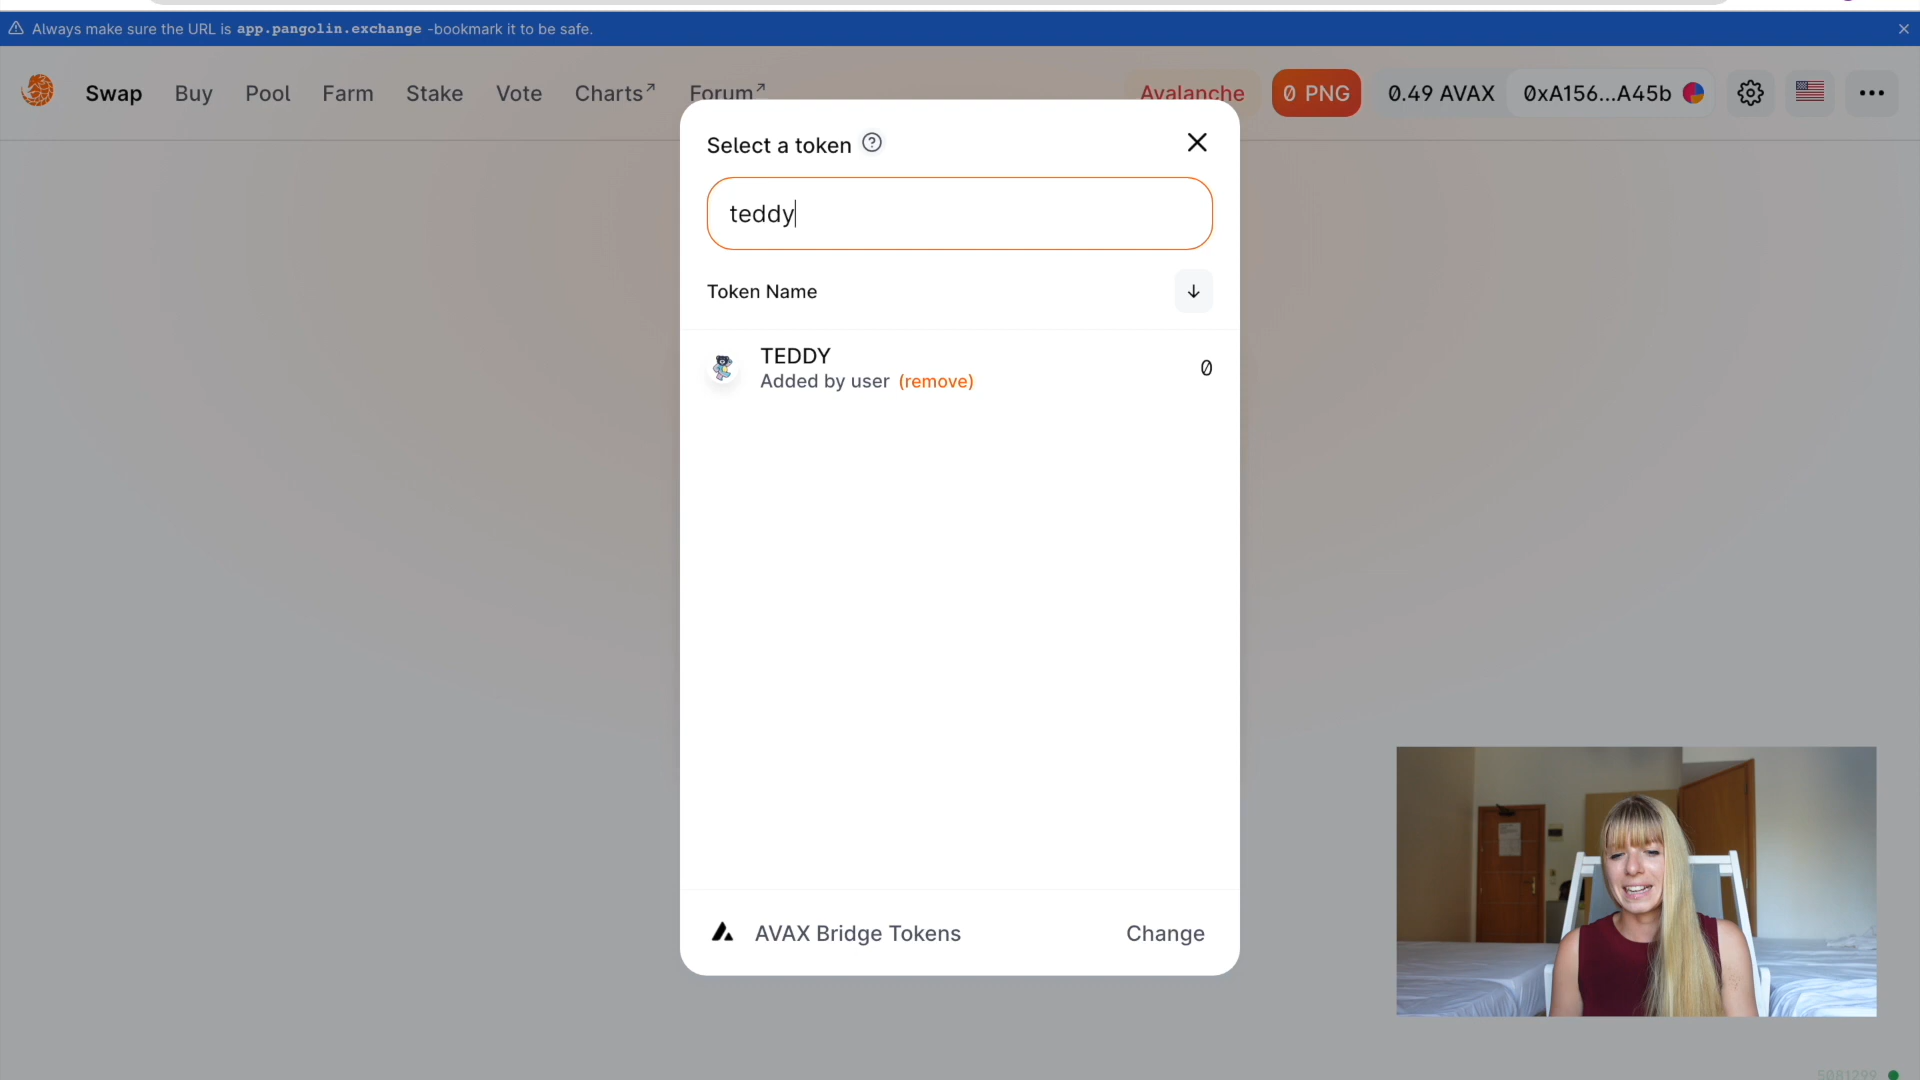 Always make sure the URL is app.pangolin.exchange -bookmark it to be safe.
Swap Buy Pool Farm Stake Vote Charts↗ Forum↗ Avalanche 0 PNG 0.49 AVAX 0xA156...A45b
Select a token
teddy
Token Name
TEDDY 0
Added by user (remove)
AVAX Bridge Tokens Change
5081299